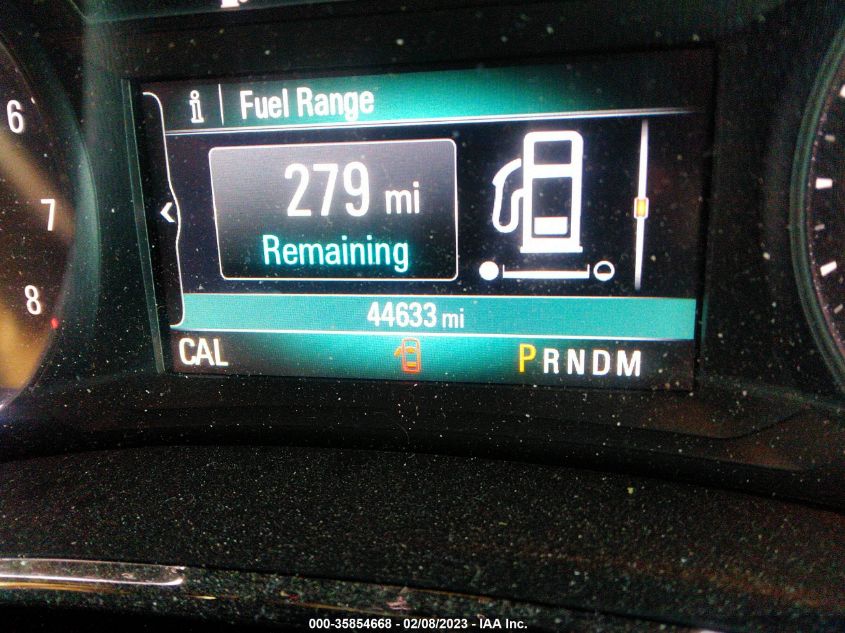 6
7
8
i Fuel Range
279 mi
Remaining
44633 mi
CAL PRNDM
000-35854668 - 02/08/2023 - IAA Inc.